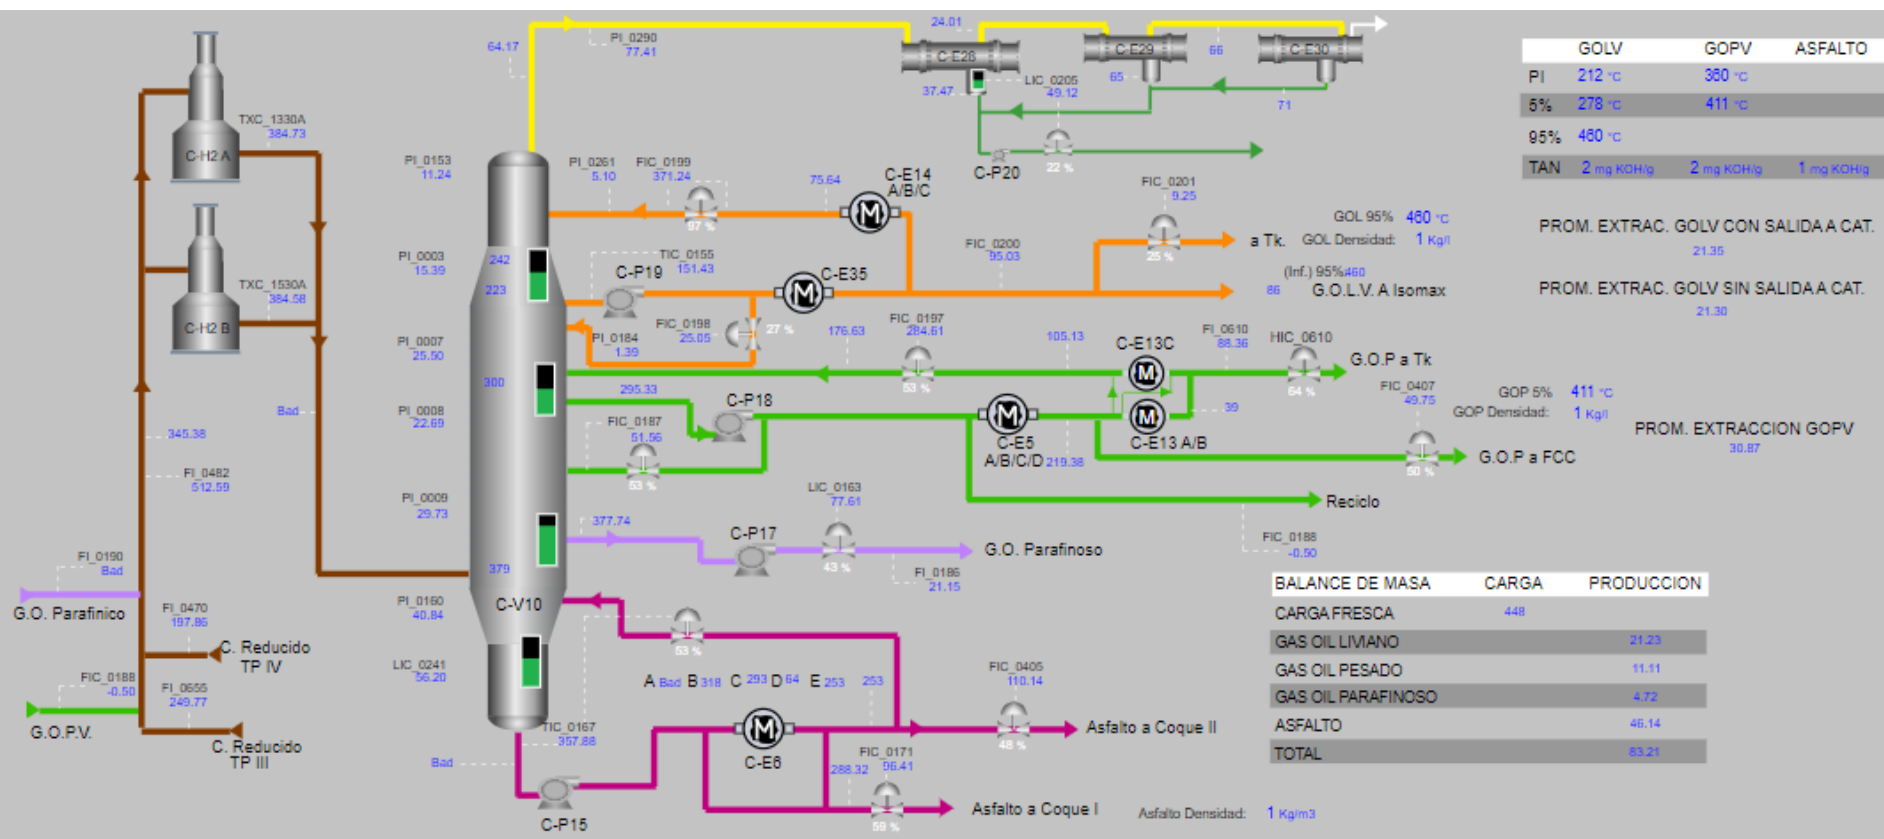 24.01
PI_0290
77.41
64.17
C-E28
C-E29
66
C-E30
65
LIC_0205
49.12
37.47
71
C-P20
22 %
GOLV GOPV ASFALTO
PI 212 °C 360 °C
5% 278 °C 411 °C
95% 460 °C
TAN 2 mg KOH/g 2 mg KOH/g 1 mg KOH/g
TXC_1330A
384.73
C-H2 A
TXC_1530A
384.58
C-H2 B
PI_0153
11.24
PI_0261
5.10
FIC_0199
371.24
97 %
75.64
C-E14
A/B/C
FIC_0201
9.25
25 %
a Tk.
GOL 95% 460 °C
GOL Densidad: 1 Kg/l
PROM. EXTRAC. GOLV CON SALIDA A CAT.
21.35
PI_0003
15.39
242
223
TIC_0155
151.43
C-P19
C-E35
FIC_0200
95.03
(Inf.) 95%:460
86 G.O.L.V. A Isomax
PROM. EXTRAC. GOLV SIN SALIDA A CAT.
21.30
PI_0007
25.50
PI_0184
1.39
FIC_0198
25.05
27 %
176.63
FIC_0197
284.61
53 %
105.13
C-E13C
FI_0610
88.36
HIC_0610
64 %
G.O.P a Tk
300
295.33
C-P18
FIC_0407
49.75
50 %
GOP 5% 411 °C
GOP Densidad: 1 Kg/l
PI_0008
22.69
Bad
FIC_0187
51.56
53 %
C-E5
A/B/C/D
219.38
C-E13 A/B
39
G.O.P a FCC
PROM. EXTRACCION GOPV
30.87
345.38
FI_0482
512.59
PI_0009
29.73
LIC_0163
77.61
Reciclo
FIC_0188
-0.50
377.74
C-P17
43 %
G.O. Parafinoso
FI_0186
21.15
379
FI_0190
Bad
G.O. Parafinico
FI_0470
197.86
C. Reducido
TP IV
PI_0160
40.84
C-V10
53 %
LIC_0241
56.20
A Bad B 318 C 293 D 64 E 253 253
FIC_0405
110.14
48 %
Asfalto a Coque II
FIC_0188
-0.50
G.O.P.V.
FI_0655
249.77
C. Reducido
TP III
TIC_0167
357.88
Bad
C-E6
288.32
FIC_0171
96.41
59 %
Asfalto a Coque I
C-P15
Asfalto Densidad: 1 Kg/m3
BALANCE DE MASA CARGA PRODUCCION
CARGA FRESCA 448
GAS OIL LIVIANO 21.23
GAS OIL PESADO 11.11
GAS OIL PARAFINOSO 4.72
ASFALTO 46.14
TOTAL 83.21